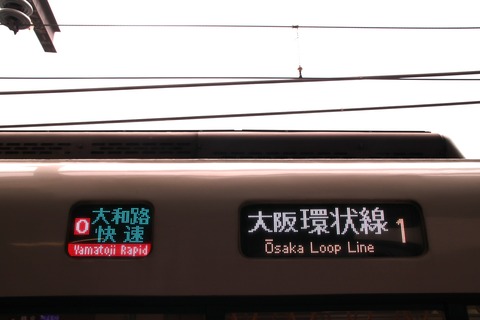 O 大和路
快速
Yamatoji Rapid
大阪環状線 1
Ōsaka Loop Line